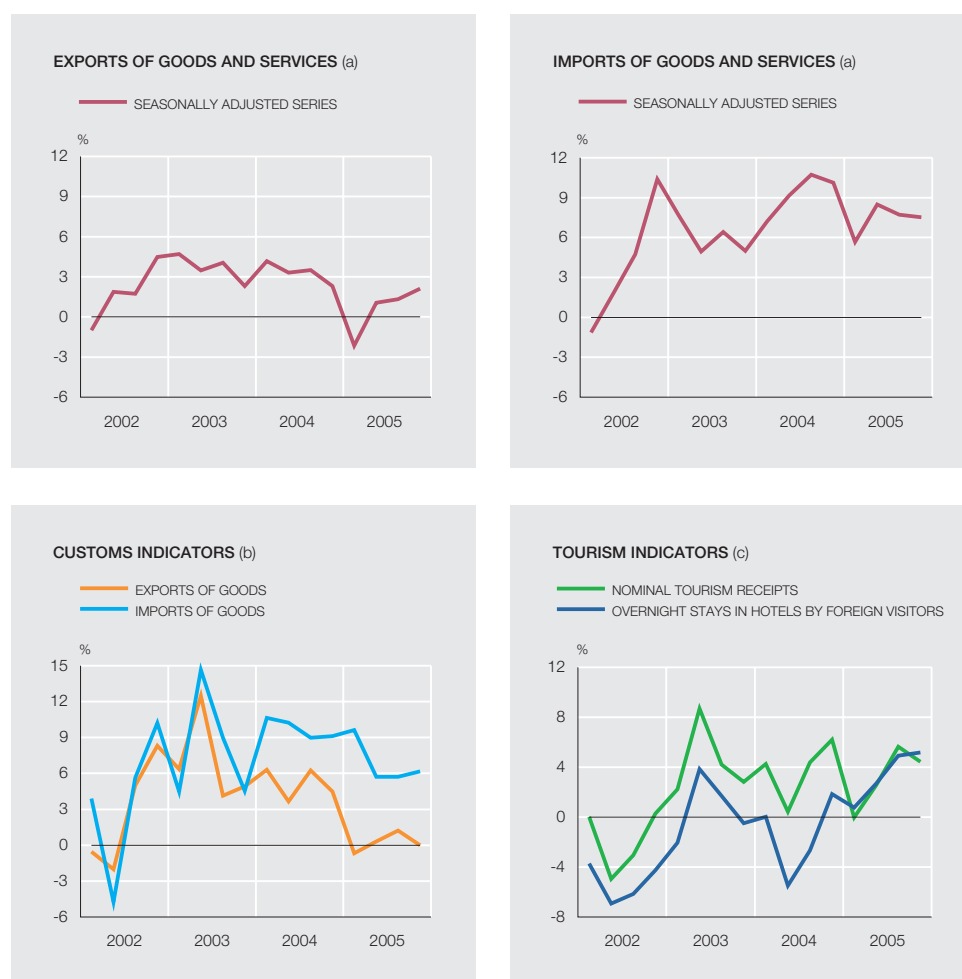 EXPORTS OF GOODS AND SERVICES (a)
SEASONALLY ADJUSTED SERIES
%
12
9
6
3
0
-3
-6
2002 2003 2004 2005
IMPORTS OF GOODS AND SERVICES (a)
SEASONALLY ADJUSTED SERIES
%
12
9
6
3
0
-3
-6
2002 2003 2004 2005
CUSTOMS INDICATORS (b)
EXPORTS OF GOODS
IMPORTS OF GOODS
%
15
12
9
6
3
0
-3
-6
2002 2003 2004 2005
TOURISM INDICATORS (c)
NOMINAL TOURISM RECEIPTS
OVERNIGHT STAYS IN HOTELS BY FOREIGN VISITORS
%
12
8
4
0
-4
-8
2002 2003 2004 2005